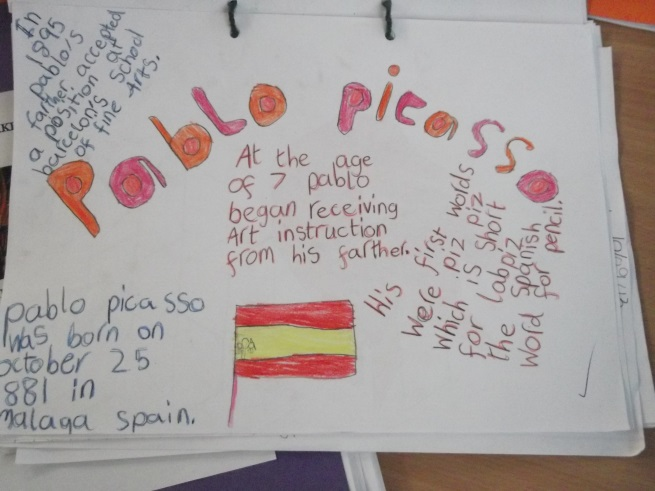 In
1895
pablo's
farther accepted
a position at
barcelon's School
of fine Arts.
Pablo picasso
At the age
of 7 pablo
began receiving
Art instruction
from his farther.
His
were first words
which piz piz
for is short
the labpiz
word spanish
for pencil.
pablo picasso
was born on
october 25
881 in
malaga spain.